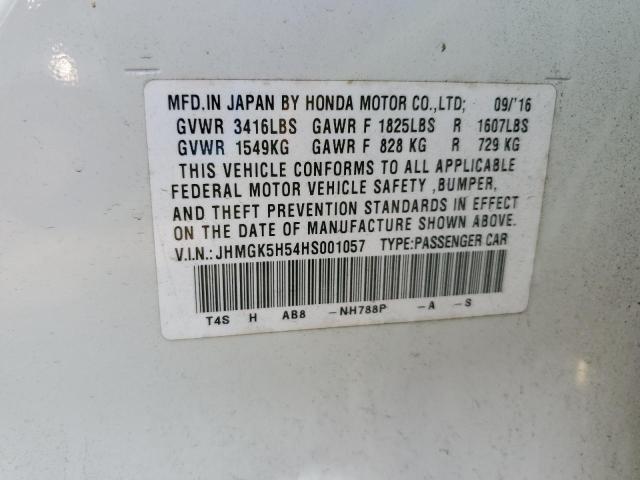 MFD.IN JAPAN BY HONDA MOTOR CO.,LTD; 09/'16
GVWR 3416LBS GAWR F 1825LBS R 1607LBS
GVWR 1549KG GAWR F 828 KG R 729 KG
THIS VEHICLE CONFORMS TO ALL APPLICABLE
FEDERAL MOTOR VEHICLE SAFETY ,BUMPER,
AND THEFT PREVENTION STANDARDS IN EFFECT
ON THE DATE OF MANUFACTURE SHOWN ABOVE.
V.I.N.: JHMGK5H54HS001057 TYPE:PASSENGER CAR
T4S H AB8 -NH788P -A -S